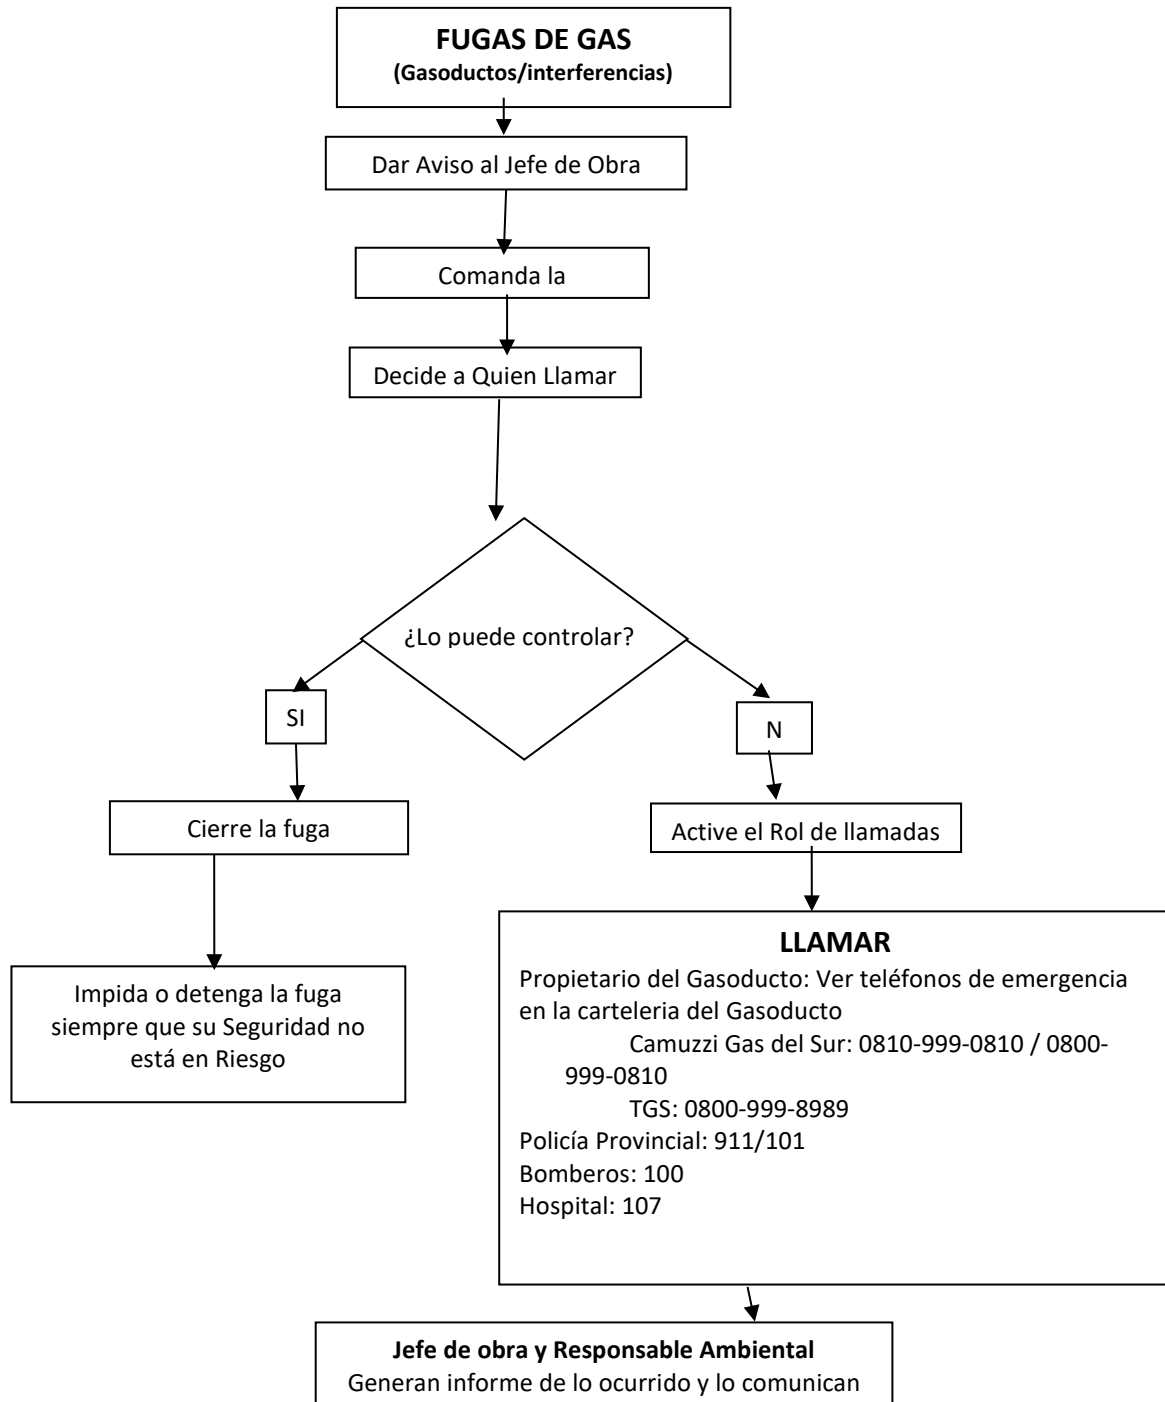 FUGAS DE GAS
(Gasoductos/interferencias)
Dar Aviso al Jefe de Obra
Comanda la
Decide a Quien Llamar
¿Lo puede controlar?
SI
N
Cierre la fuga
Active el Rol de llamadas
Impida o detenga la fuga
siempre que su Seguridad no
está en Riesgo
LLAMAR
Propietario del Gasoducto: Ver teléfonos de emergencia
en la carteleria del Gasoducto
Camuzzi Gas del Sur: 0810-999-0810 / 0800-
999-0810
TGS: 0800-999-8989
Policía Provincial: 911/101
Bomberos: 100
Hospital: 107
Jefe de obra y Responsable Ambiental
Generan informe de lo ocurrido y lo comunican